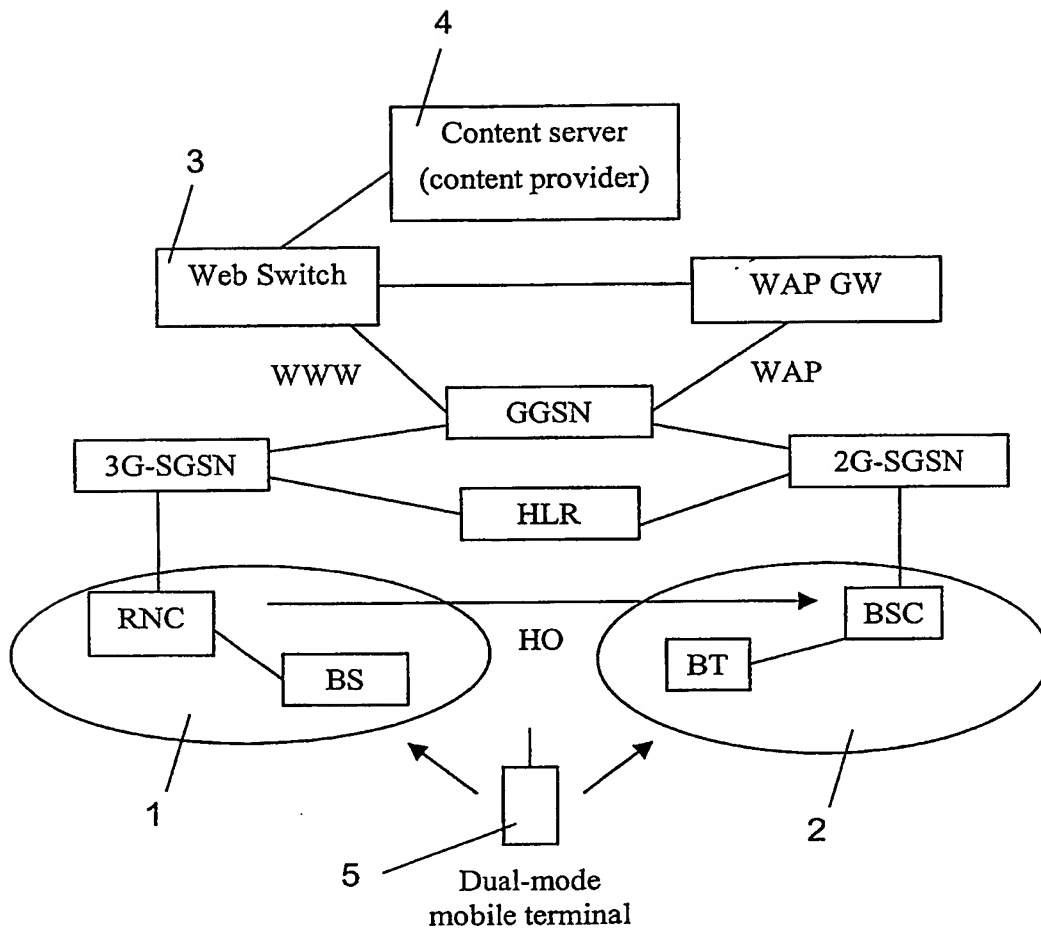 4
Content server
(content provider)
3
Web Switch
WAP GW
WWW
WAP
GGSN
3G-SGSN
2G-SGSN
HLR
RNC
HO
BSC
BS
BT
1
2
5
Dual-mode
mobile terminal